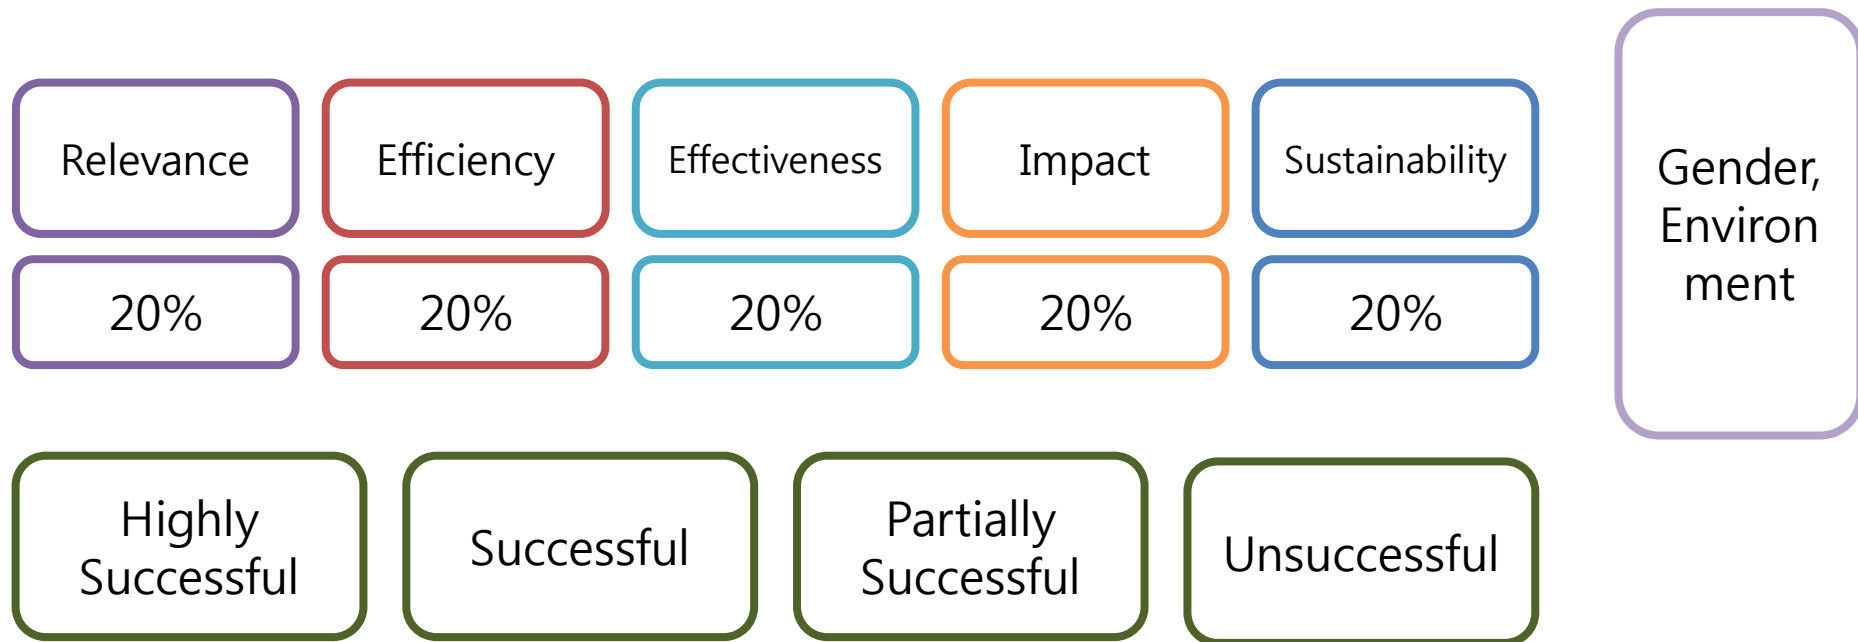 Relevance
Efficiency
Effectiveness
Impact
Sustainability
20%
20%
20%
20%
20%
Gender,
Environ
ment
Highly
Successful
Successful
Partially
Successful
Unsuccessful